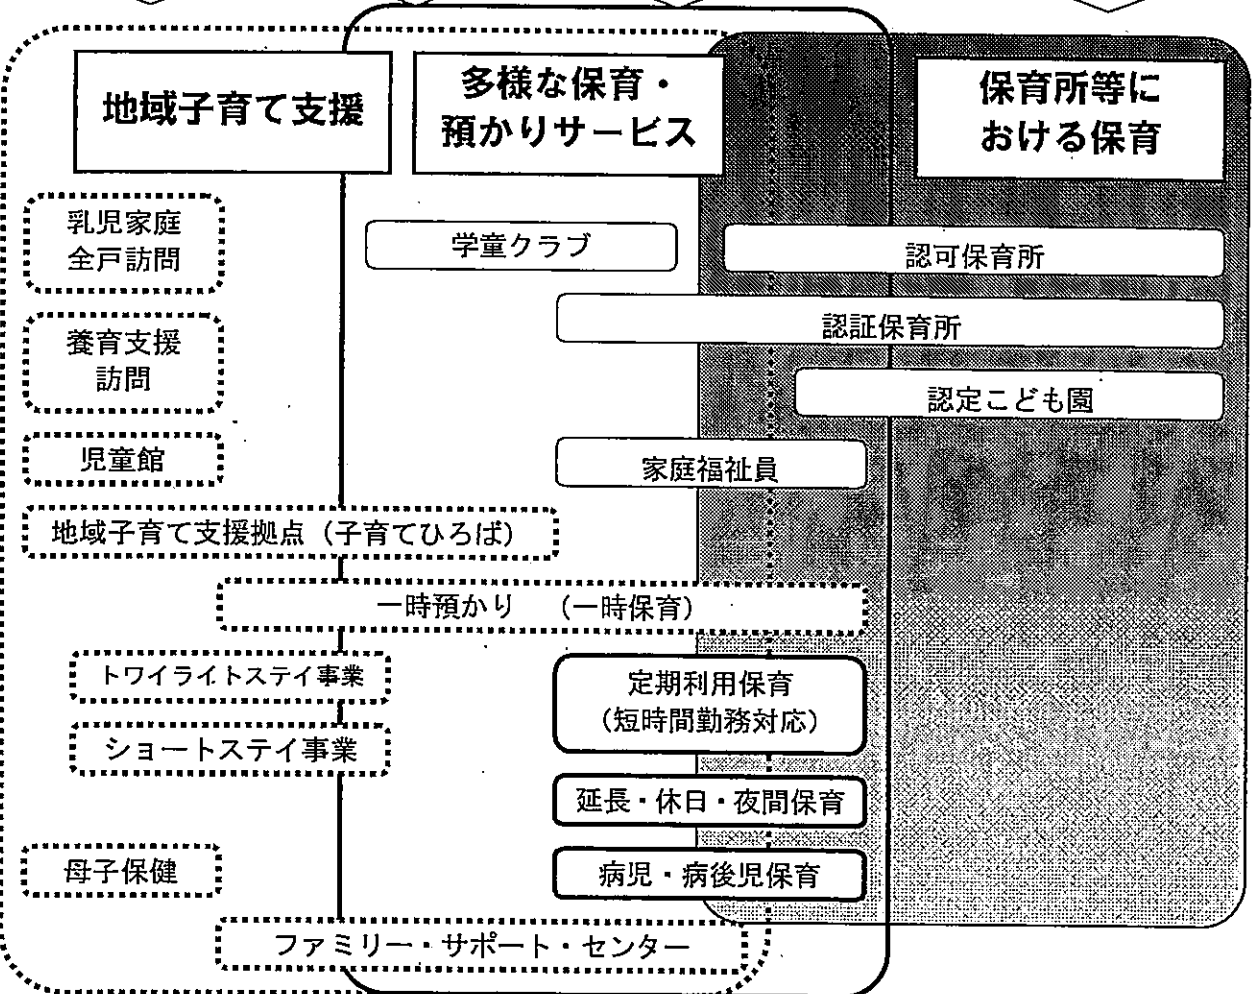 地域子育て支援
多様な保育・
預かりサービス
保育所等に
おける保育
乳児家庭
全戸訪問
学童クラブ
認可保育所
認証保育所
養育支援
訪問
認定こども園
児童館
家庭福祉員
地域子育て支援拠点（子育てひろば）
一時預かり　（一時保育）
トワイライトステイ事業
定期利用保育
（短時間勤務対応）
ショートステイ事業
延長・休日・夜間保育
母子保健
病児・病後児保育
ファミリー・サポート・センター